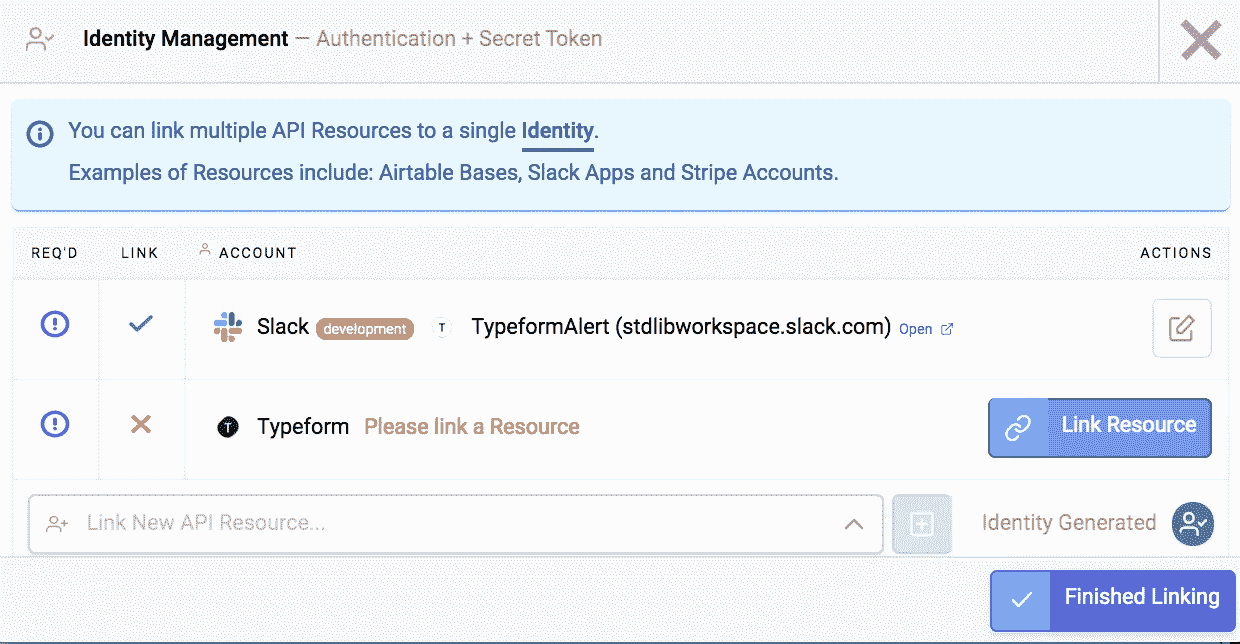 Identity Management — Authentication + Secret Token
You can link multiple API Resources to a single Identity.
Examples of Resources include: Airtable Bases, Slack Apps and Stripe Accounts.
REQ'D LINK ACCOUNT ACTIONS
Slack development T TypeformAlert (stdlibworkspace.slack.com) Open
T Typeform Please link a Resource Link Resource
Link New API Resource... Identity Generated
Finished Linking